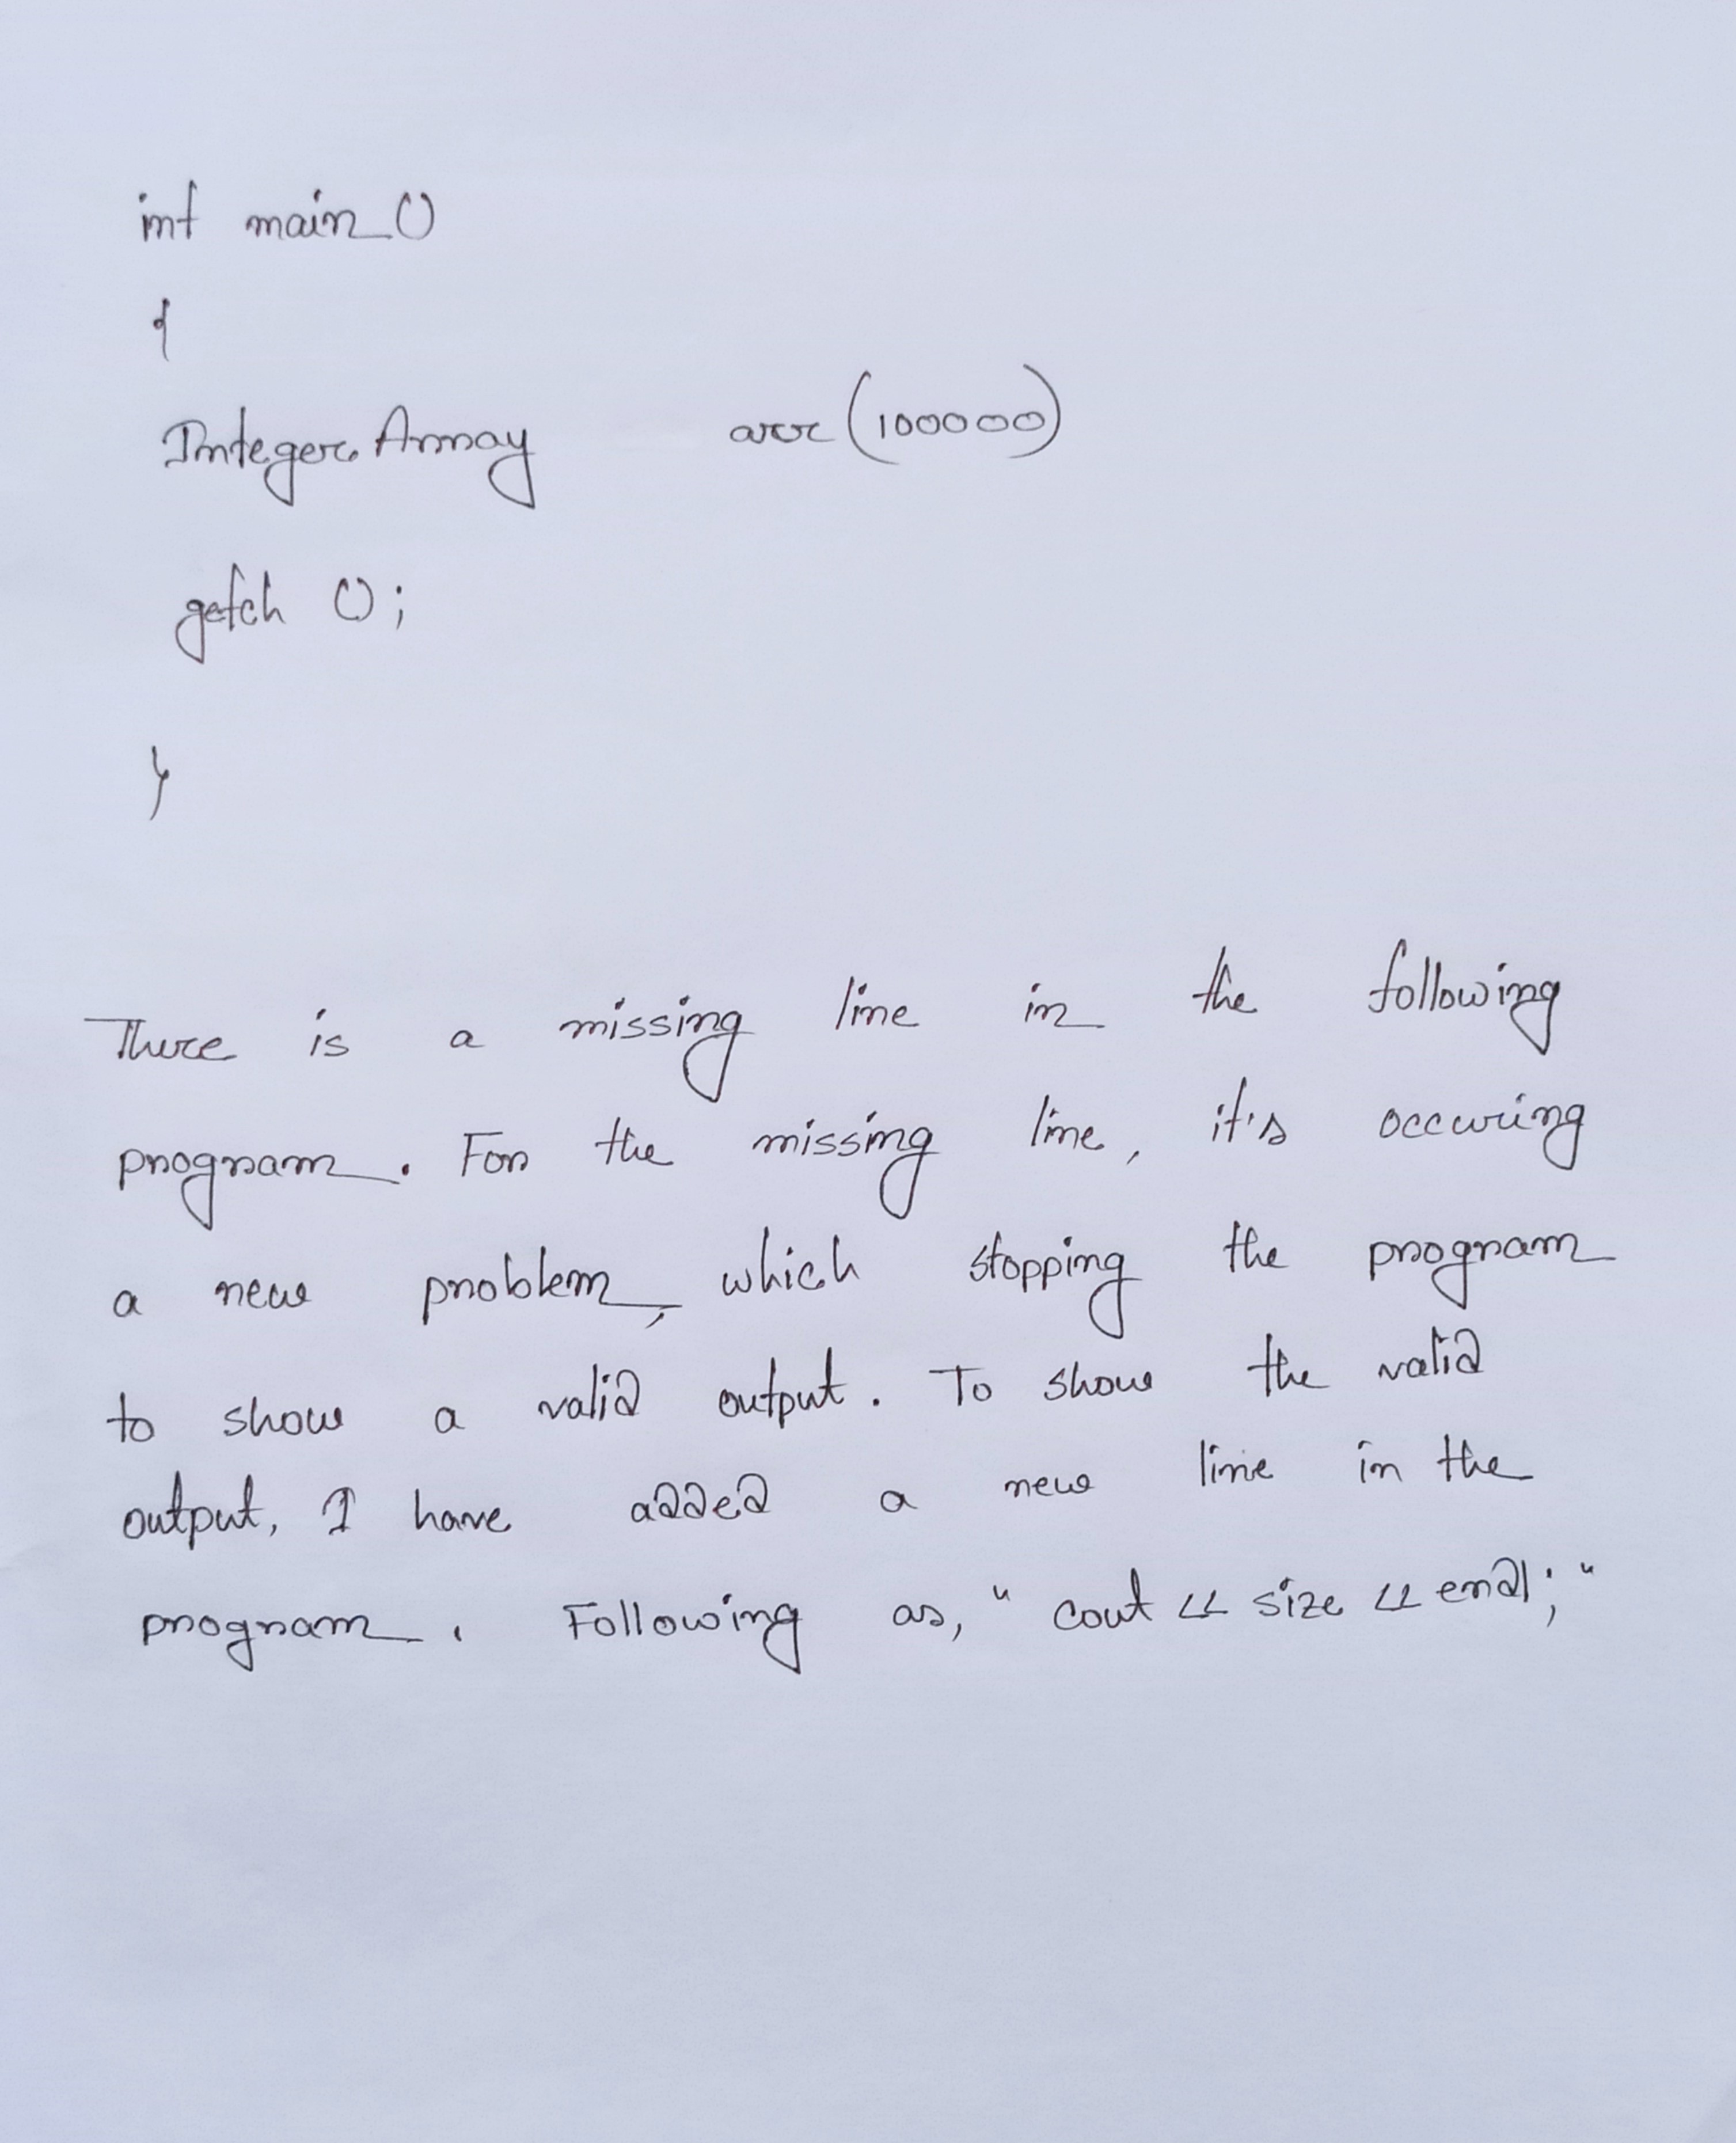 int main ()
{
Integer Array arr (100000)
getch ();
}
There is a missing line in the following
program. For the missing line, it's occuring
a new problem, which stopping the program
to show a valid output. To show the valid
output, I have added a new line in the
program. Following as, " cout << size << endl; "